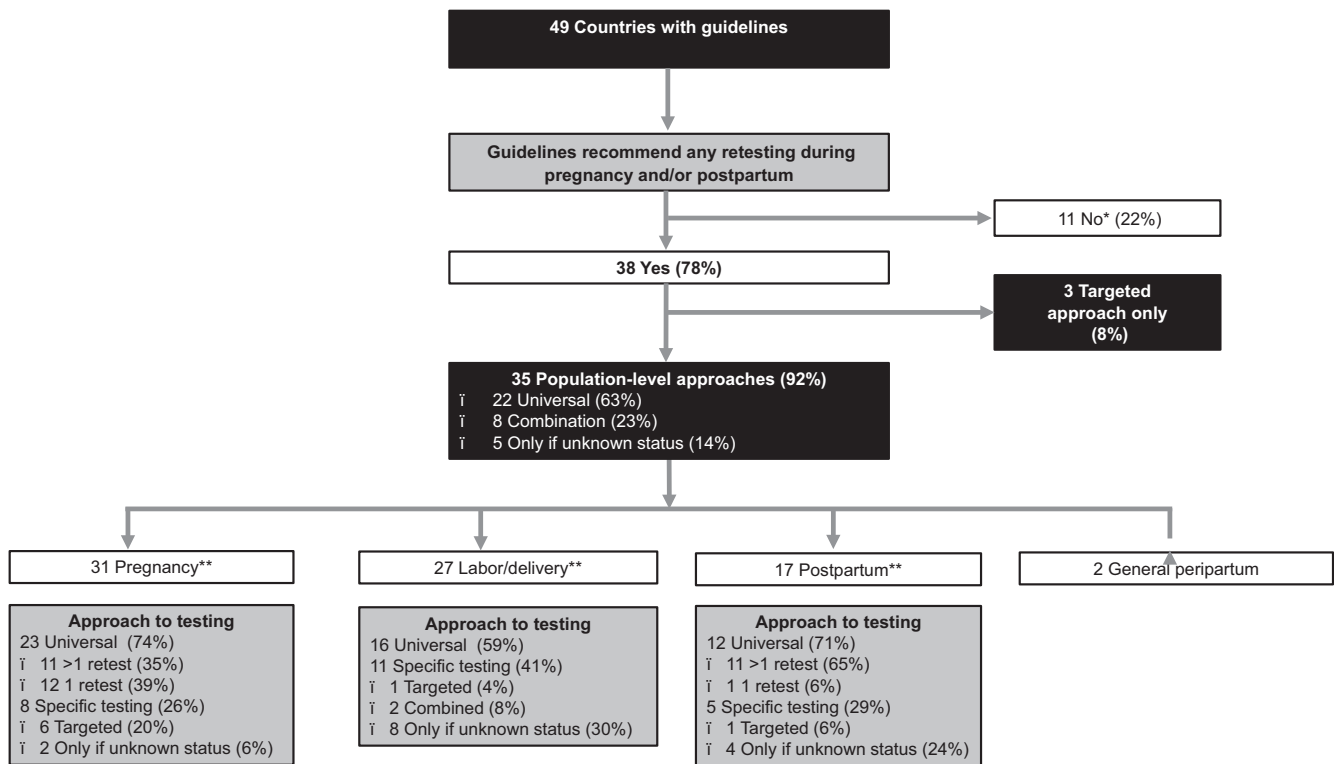 49 Countries with guidelines
Guidelines recommend any retesting during
pregnancy and/or postpartum
11 No* (22%)
38 Yes (78%)
3 Targeted
approach only
(8%)
35 Population-level approaches (92%)
ï 22 Universal (63%)
ï 8 Combination (23%)
ï 5 Only if unknown status (14%)
31 Pregnancy**
Approach to testing
23 Universal (74%)
ï 11 >1 retest (35%)
ï 12 1 retest (39%)
8 Specific testing (26%)
ï 6 Targeted (20%)
ï 2 Only if unknown status (6%)
27 Labor/delivery**
Approach to testing
16 Universal (59%)
11 Specific testing (41%)
ï 1 Targeted (4%)
ï 2 Combined (8%)
ï 8 Only if unknown status (30%)
17 Postpartum**
Approach to testing
12 Universal (71%)
ï 11 >1 retest (65%)
ï 1 1 retest (6%)
5 Specific testing (29%)
ï 1 Targeted (6%)
ï 4 Only if unknown status (24%)
2 General peripartum